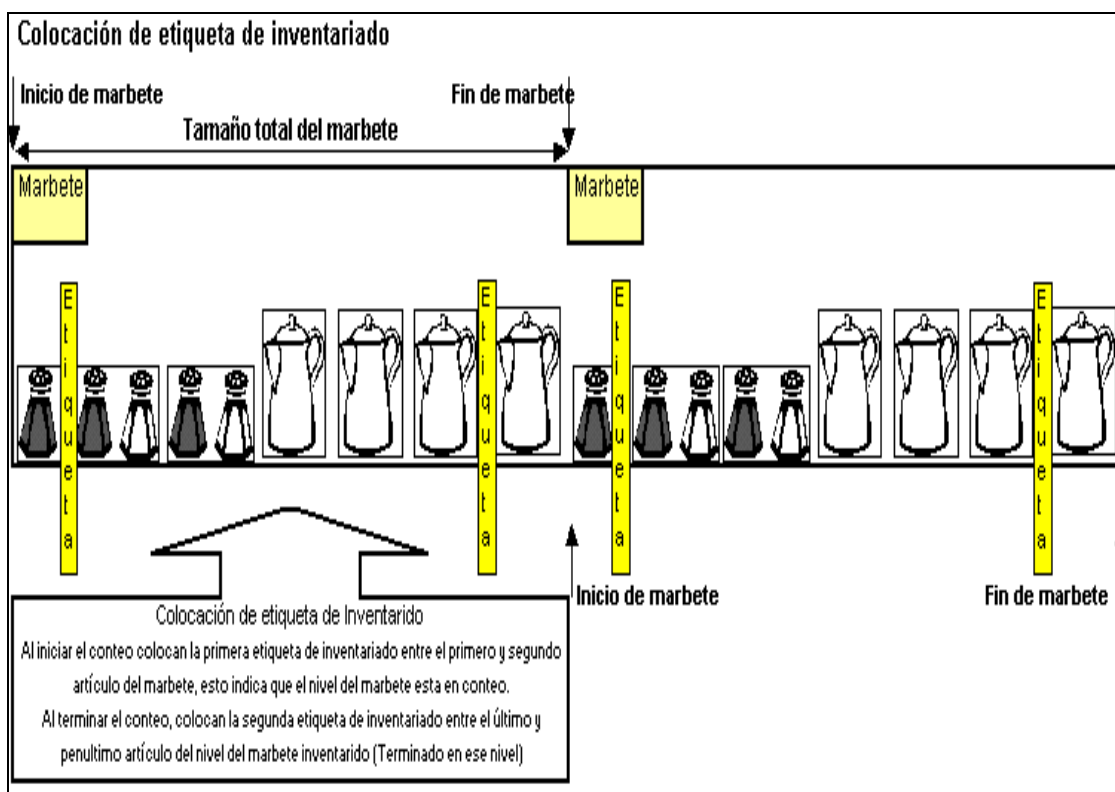 Colocación de etiqueta de inventariado
Inicio de marbete
Fin de marbete
Tamaño total del marbete
Marbete
Marbete
Etiqueta
Etiqueta
Etiqueta
Etiqueta
Inicio de marbete
Fin de marbete
Colocación de etiqueta de Inventarido
Al iniciar el conteo colocan la primera etiqueta de inventariado entre el primero y segundo
artículo del marbete, esto indica que el nivel del marbete esta en conteo.
Al terminar el conteo, colocan la segunda etiqueta de inventariado entre el último y
penultimo artículo del nivel del marbete inventarido (Terminado en ese nivel)